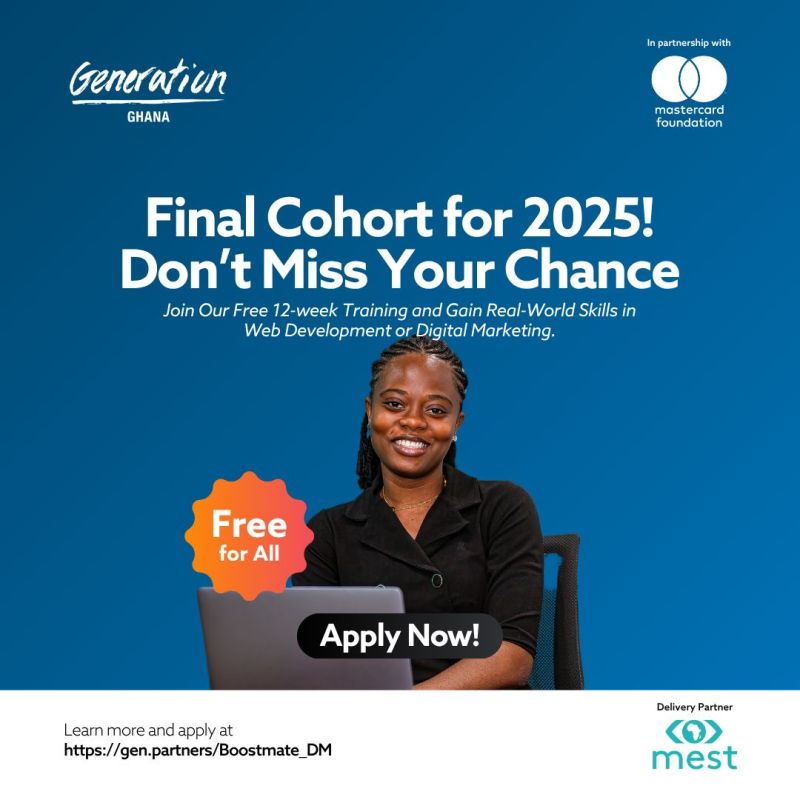 Generation
GHANA
In partnership with
mastercard
foundation
Final Cohort for 2025!
Don't Miss Your Chance
Join Our Free 12-week Training and Gain Real-World Skills in
Web Development or Digital Marketing.
Free
for All
Apply Now!
Learn more and apply at
https://gen.partners/Boostmate_DM
Delivery Partner
mest